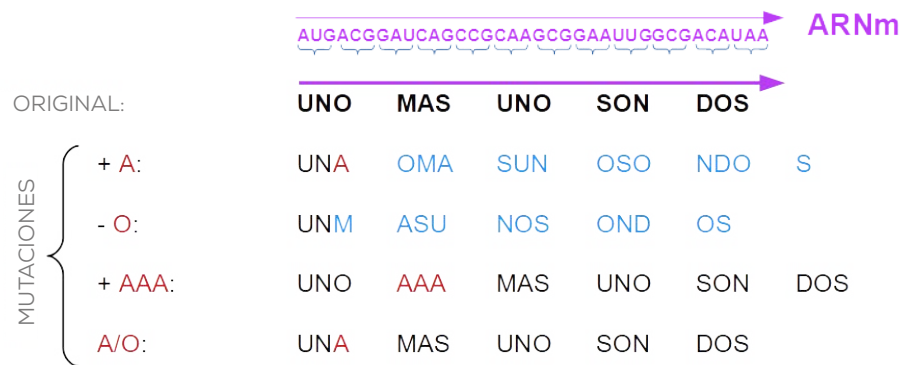 ARNm
AUGACGGAUCAGCCGCAAGCGGAAUUGGCGACAUAA
ORIGINAL: UNO MAS UNO SON DOS
MUTACIONES
+ A: UNA OMA SUN OSO NDO S
- O: UNM ASU NOS OND OS
+ AAA: UNO AAA MAS UNO SON DOS
A/O: UNA MAS UNO SON DOS